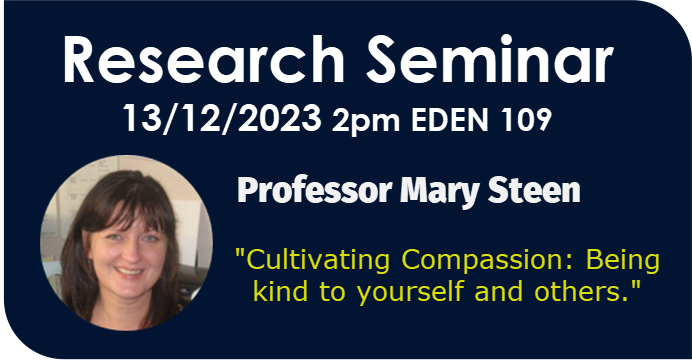 Research Seminar
13/12/2023 2pm EDEN 109
Professor Mary Steen
"Cultivating Compassion: Being
kind to yourself and others."